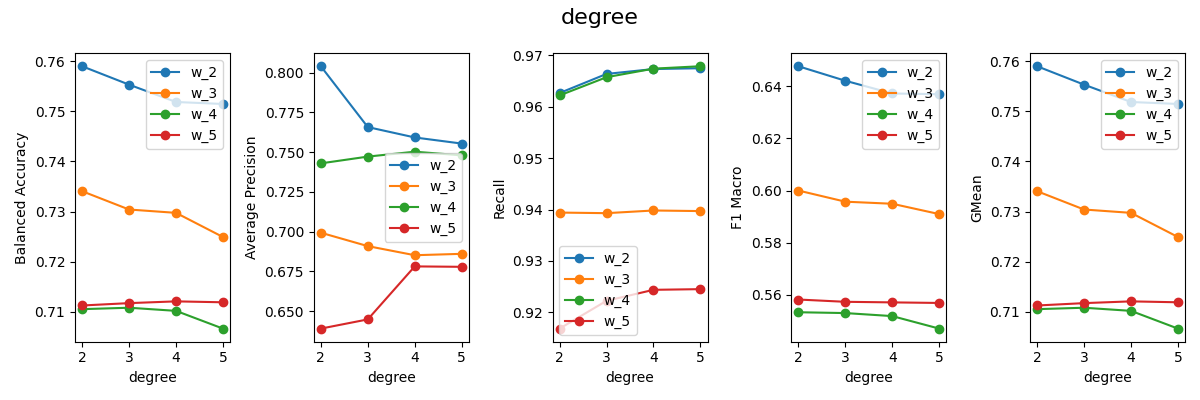 degree
Balanced Accuracy
0.76
0.75
0.74
0.73
0.72
0.71
2 3 4 5
degree
w_2
w_3
w_4
w_5
Average Precision
0.800
0.775
0.750
0.725
0.700
0.675
0.650
2 3 4 5
degree
w_2
w_3
w_4
w_5
Recall
0.97
0.96
0.95
0.94
0.93
0.92
2 3 4 5
degree
w_2
w_3
w_4
w_5
F1 Macro
0.64
0.62
0.60
0.58
0.56
2 3 4 5
degree
w_2
w_3
w_4
w_5
GMean
0.76
0.75
0.74
0.73
0.72
0.71
2 3 4 5
degree
w_2
w_3
w_4
w_5